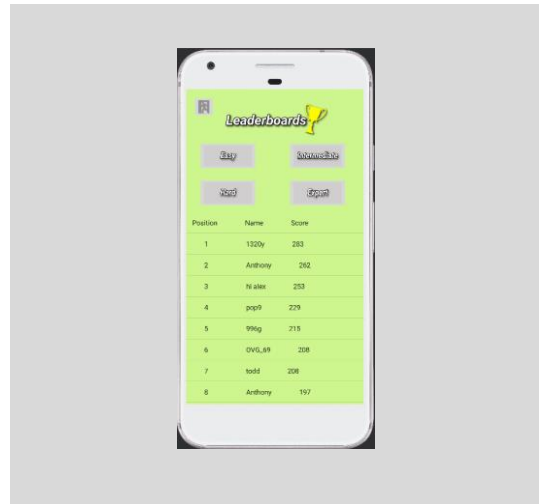 Leaderboards
Easy Intermediate
Hard Expert
Position Name Score
1 1320y 283
2 Anthony 262
3 hi alex 253
4 pop9 229
5 996g 215
6 OVG_69 208
7 todd 208
8 Anthony 197